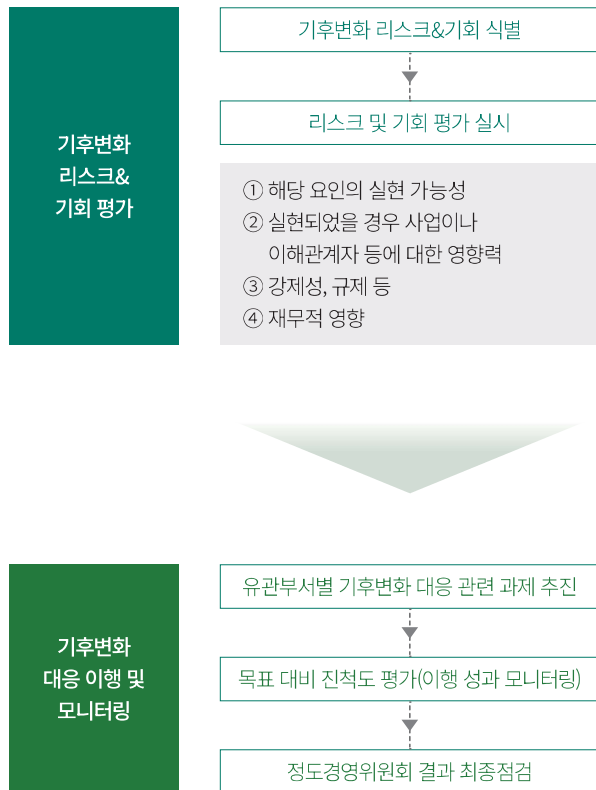 기후변화
리스크&
기회 평가
기후변화 리스크&기회 식별
리스크 및 기회 평가 실시
① 해당 요인의 실현 가능성
② 실현되었을 경우 사업이나
이해관계자 등에 대한 영향력
③ 강제성, 규제 등
④ 재무적 영향
기후변화
대응 이행 및
모니터링
유관부서별 기후변화 대응 관련 과제 추진
목표 대비 진척도 평가(이행 성과 모니터링)
정도경영위원회 결과 최종점검